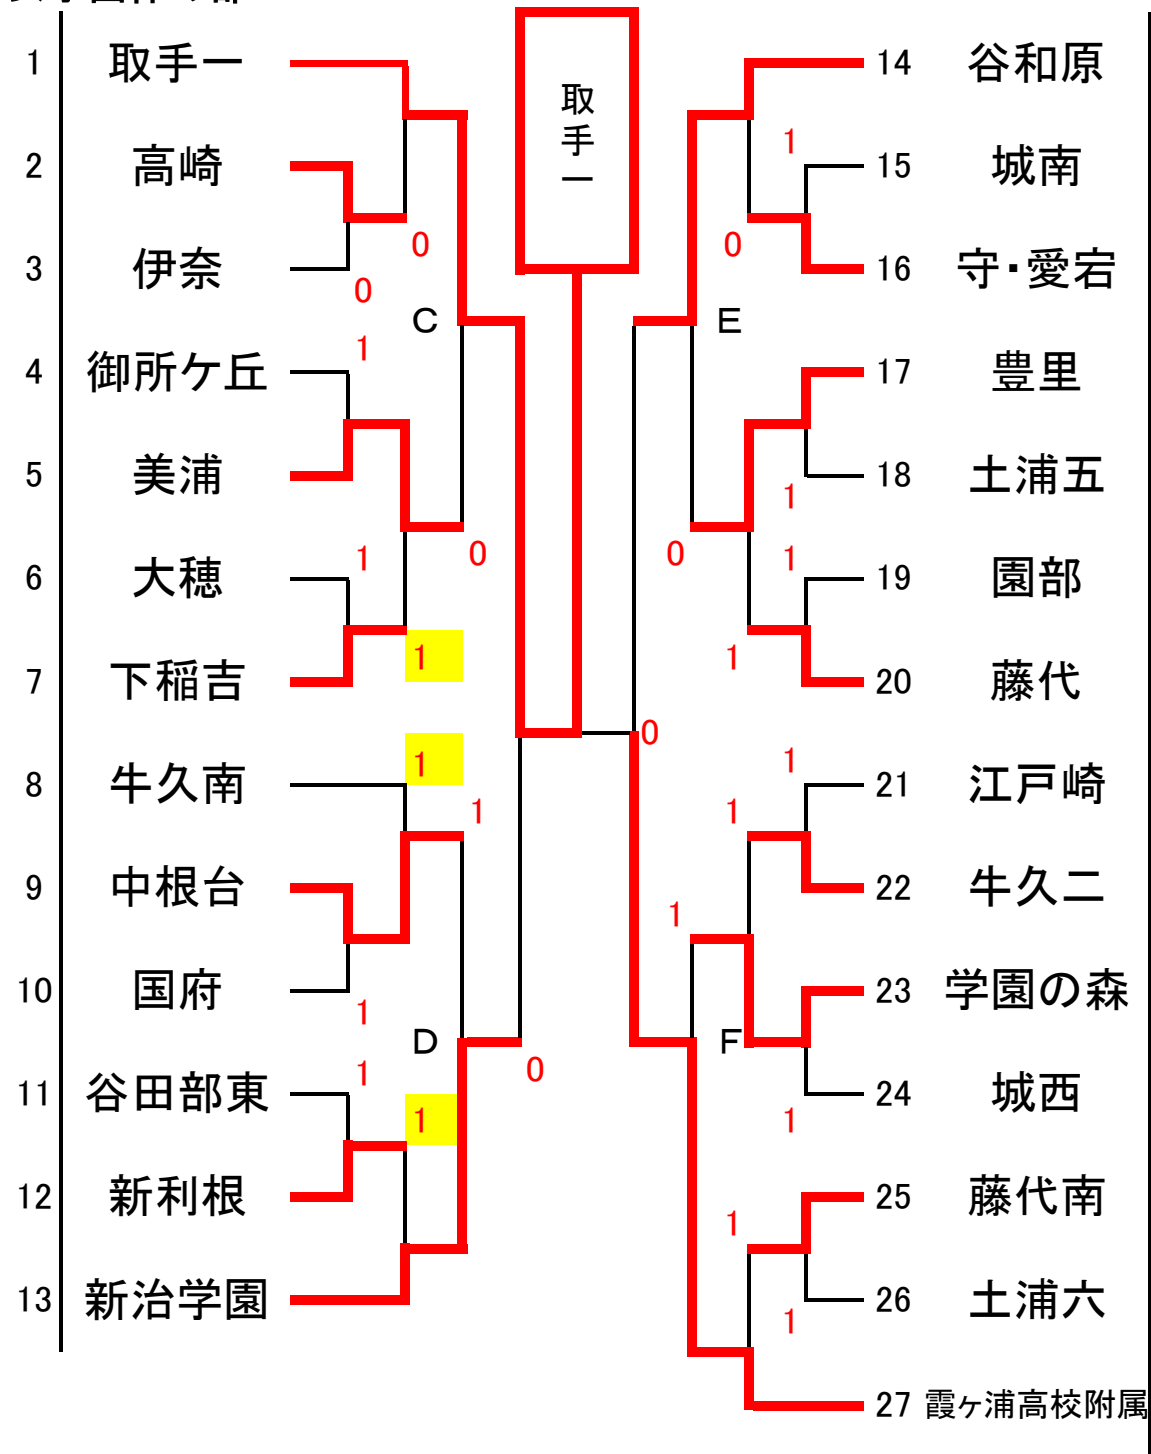 1 取手一
2 高崎
3 伊奈
4 御所ケ丘
5 美浦
6 大穂
7 下稲吉
8 牛久南
9 中根台
10 国府
11 谷田部東
12 新利根
13 新治学園
0
0
1
C
1
0
1
1
1
1
D
1
1
0
取手一
0
1
0
E
1
0
1
1
0
1
1
1
F
1
1
1
14 谷和原
15 城南
16 守・愛宕
17 豊里
18 土浦五
19 園部
20 藤代
21 江戸崎
22 牛久二
23 学園の森
24 城西
25 藤代南
26 土浦六
27 霞ヶ浦高校附属